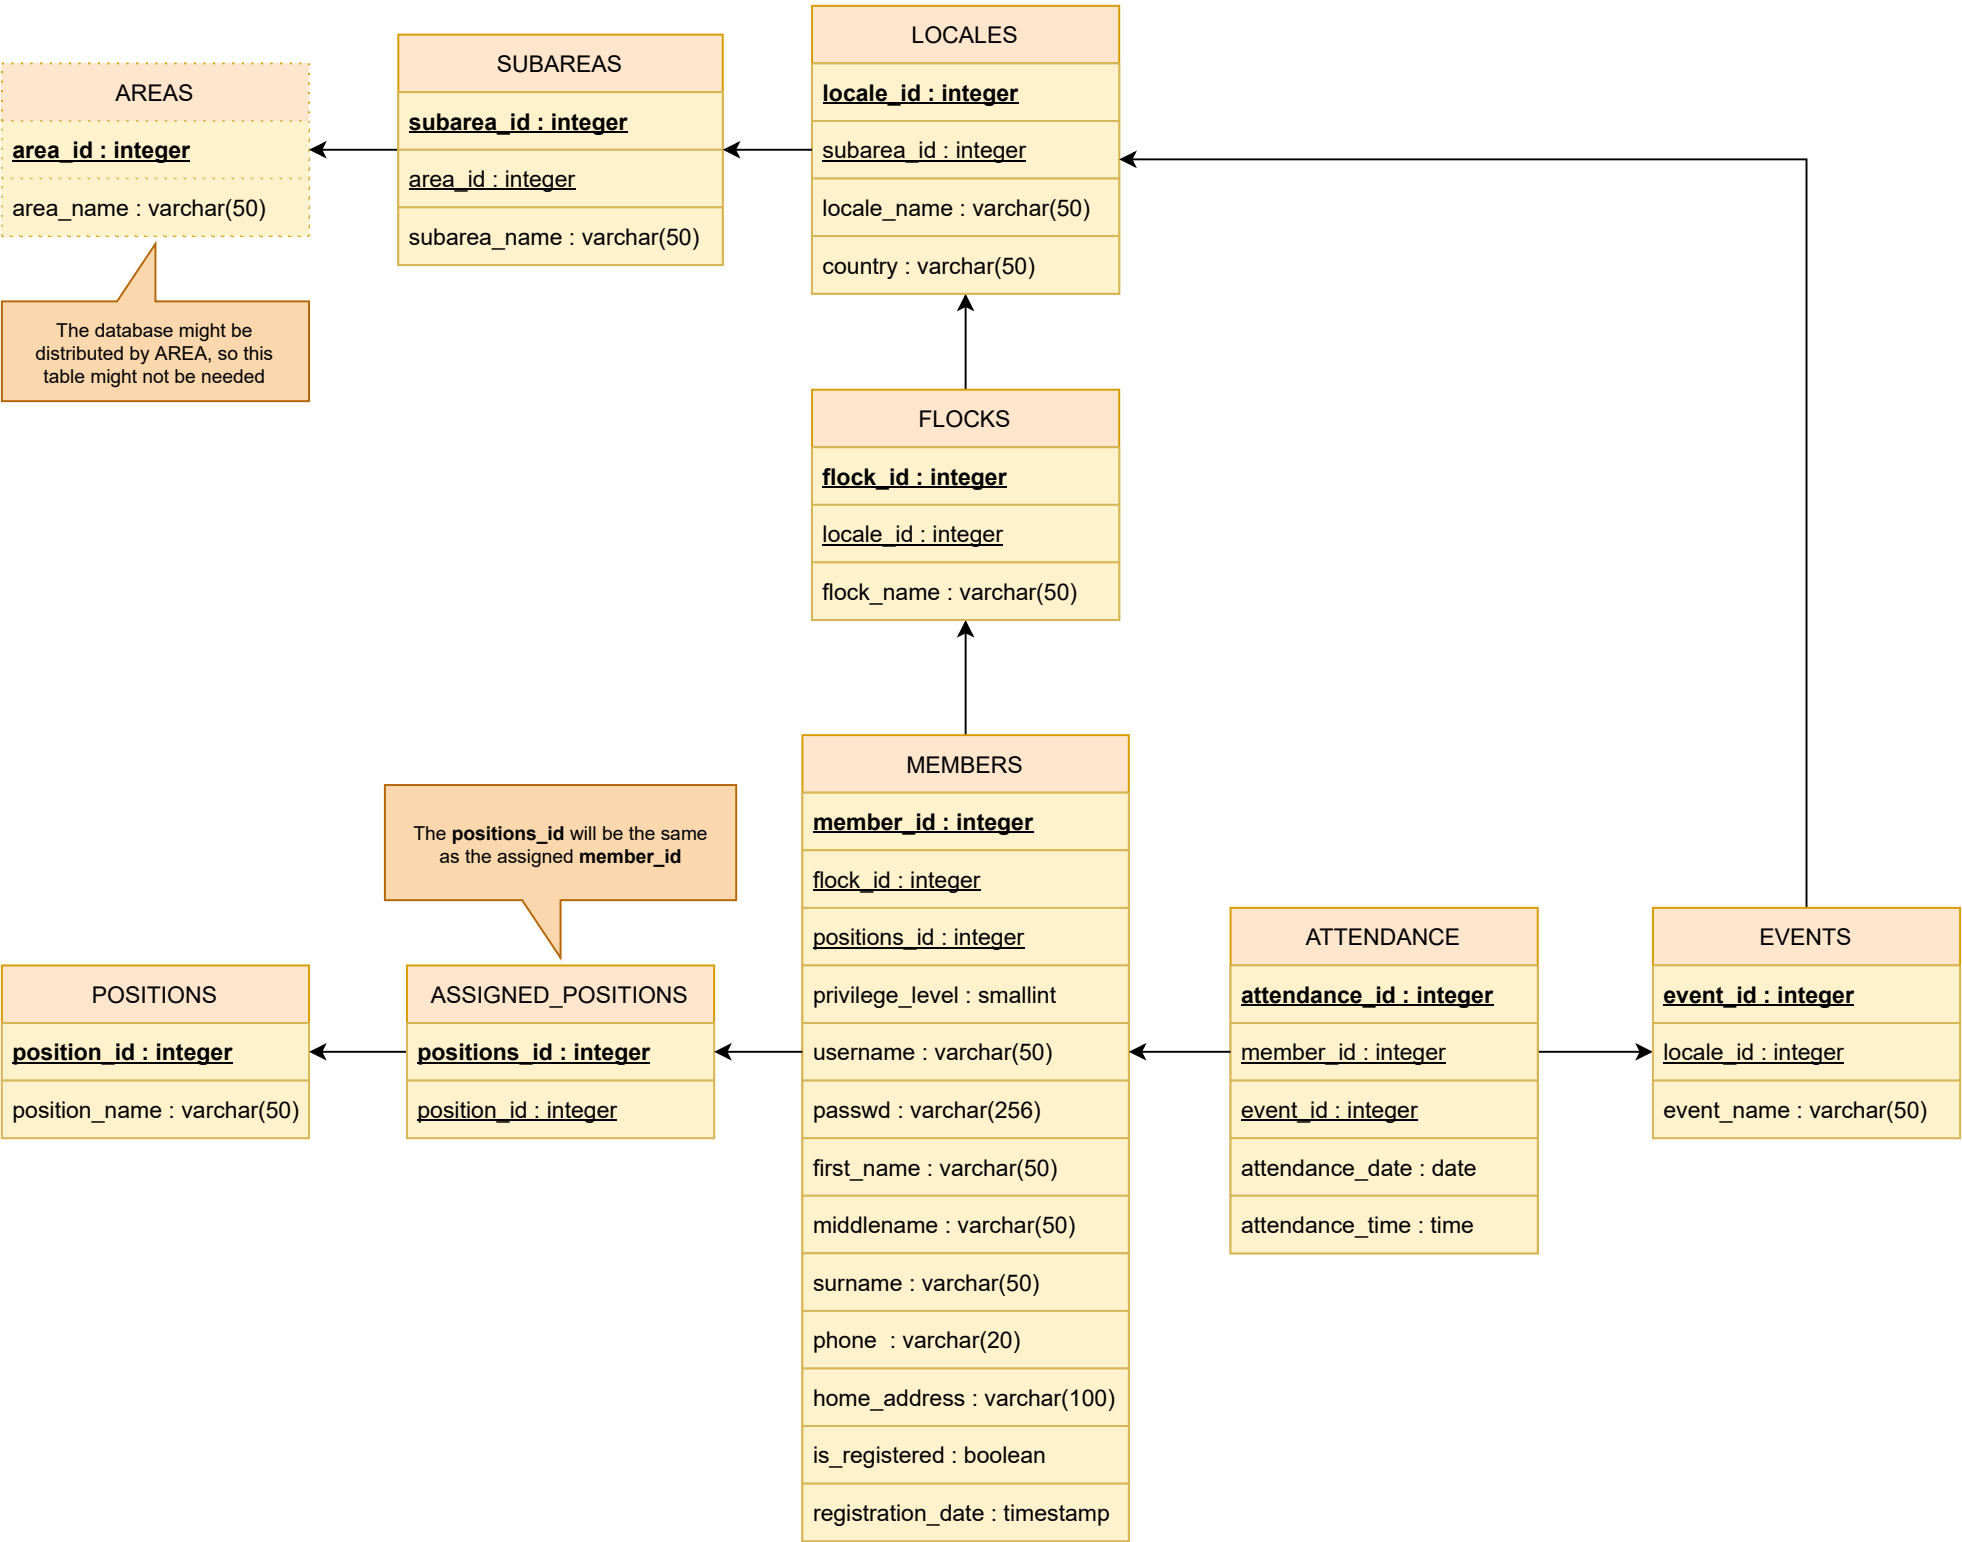 AREAS
area_id : integer
area_name : varchar(50)
The database might be
distributed by AREA, so this
table might not be needed
SUBAREAS
subarea_id : integer
area_id : integer
subarea_name : varchar(50)
LOCALES
locale_id : integer
subarea_id : integer
locale_name : varchar(50)
country : varchar(50)
FLOCKS
flock_id : integer
locale_id : integer
flock_name : varchar(50)
The positions_id will be the same
as the assigned member_id
POSITIONS
position_id : integer
position_name : varchar(50)
ASSIGNED_POSITIONS
positions_id : integer
position_id : integer
MEMBERS
member_id : integer
flock_id : integer
positions_id : integer
privilege_level : smallint
username : varchar(50)
passwd : varchar(256)
first_name : varchar(50)
middlename : varchar(50)
surname : varchar(50)
phone  : varchar(20)
home_address : varchar(100)
is_registered : boolean
registration_date : timestamp
ATTENDANCE
attendance_id : integer
member_id : integer
event_id : integer
attendance_date : date
attendance_time : time
EVENTS
event_id : integer
locale_id : integer
event_name : varchar(50)